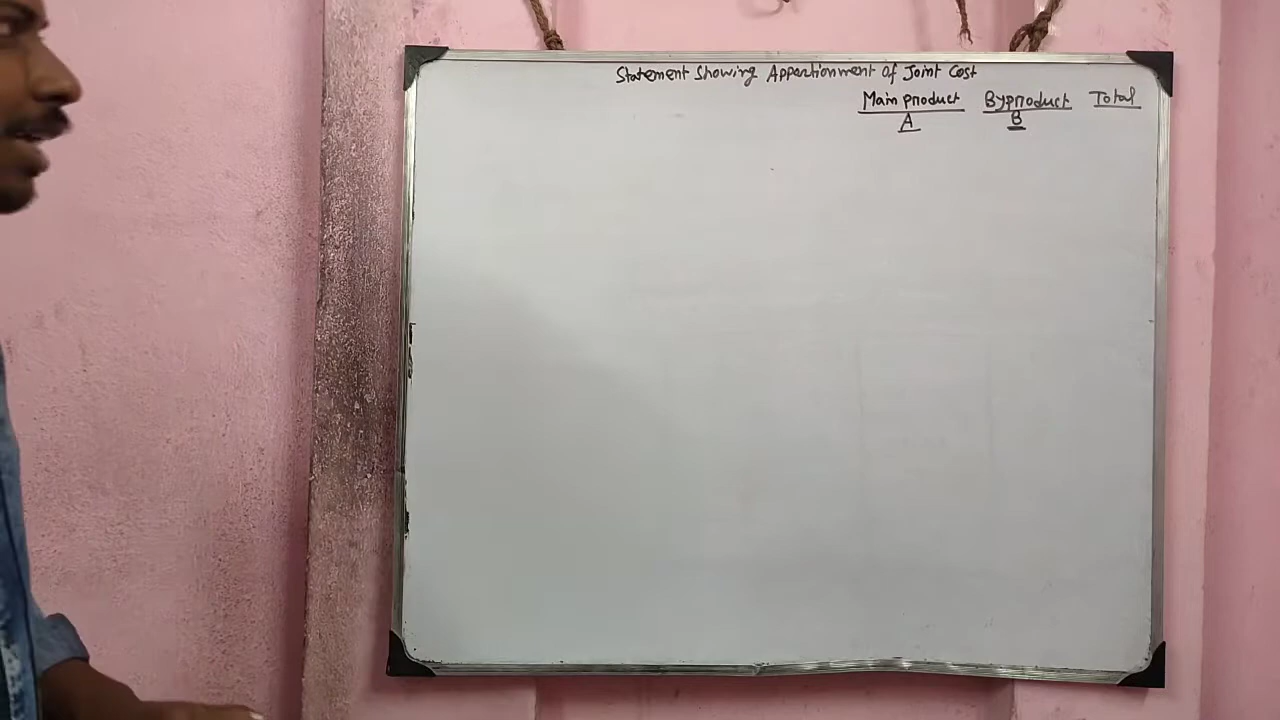 Statement Showing Apportionment Of Joint Cost
Main product Byproduct Total
A B